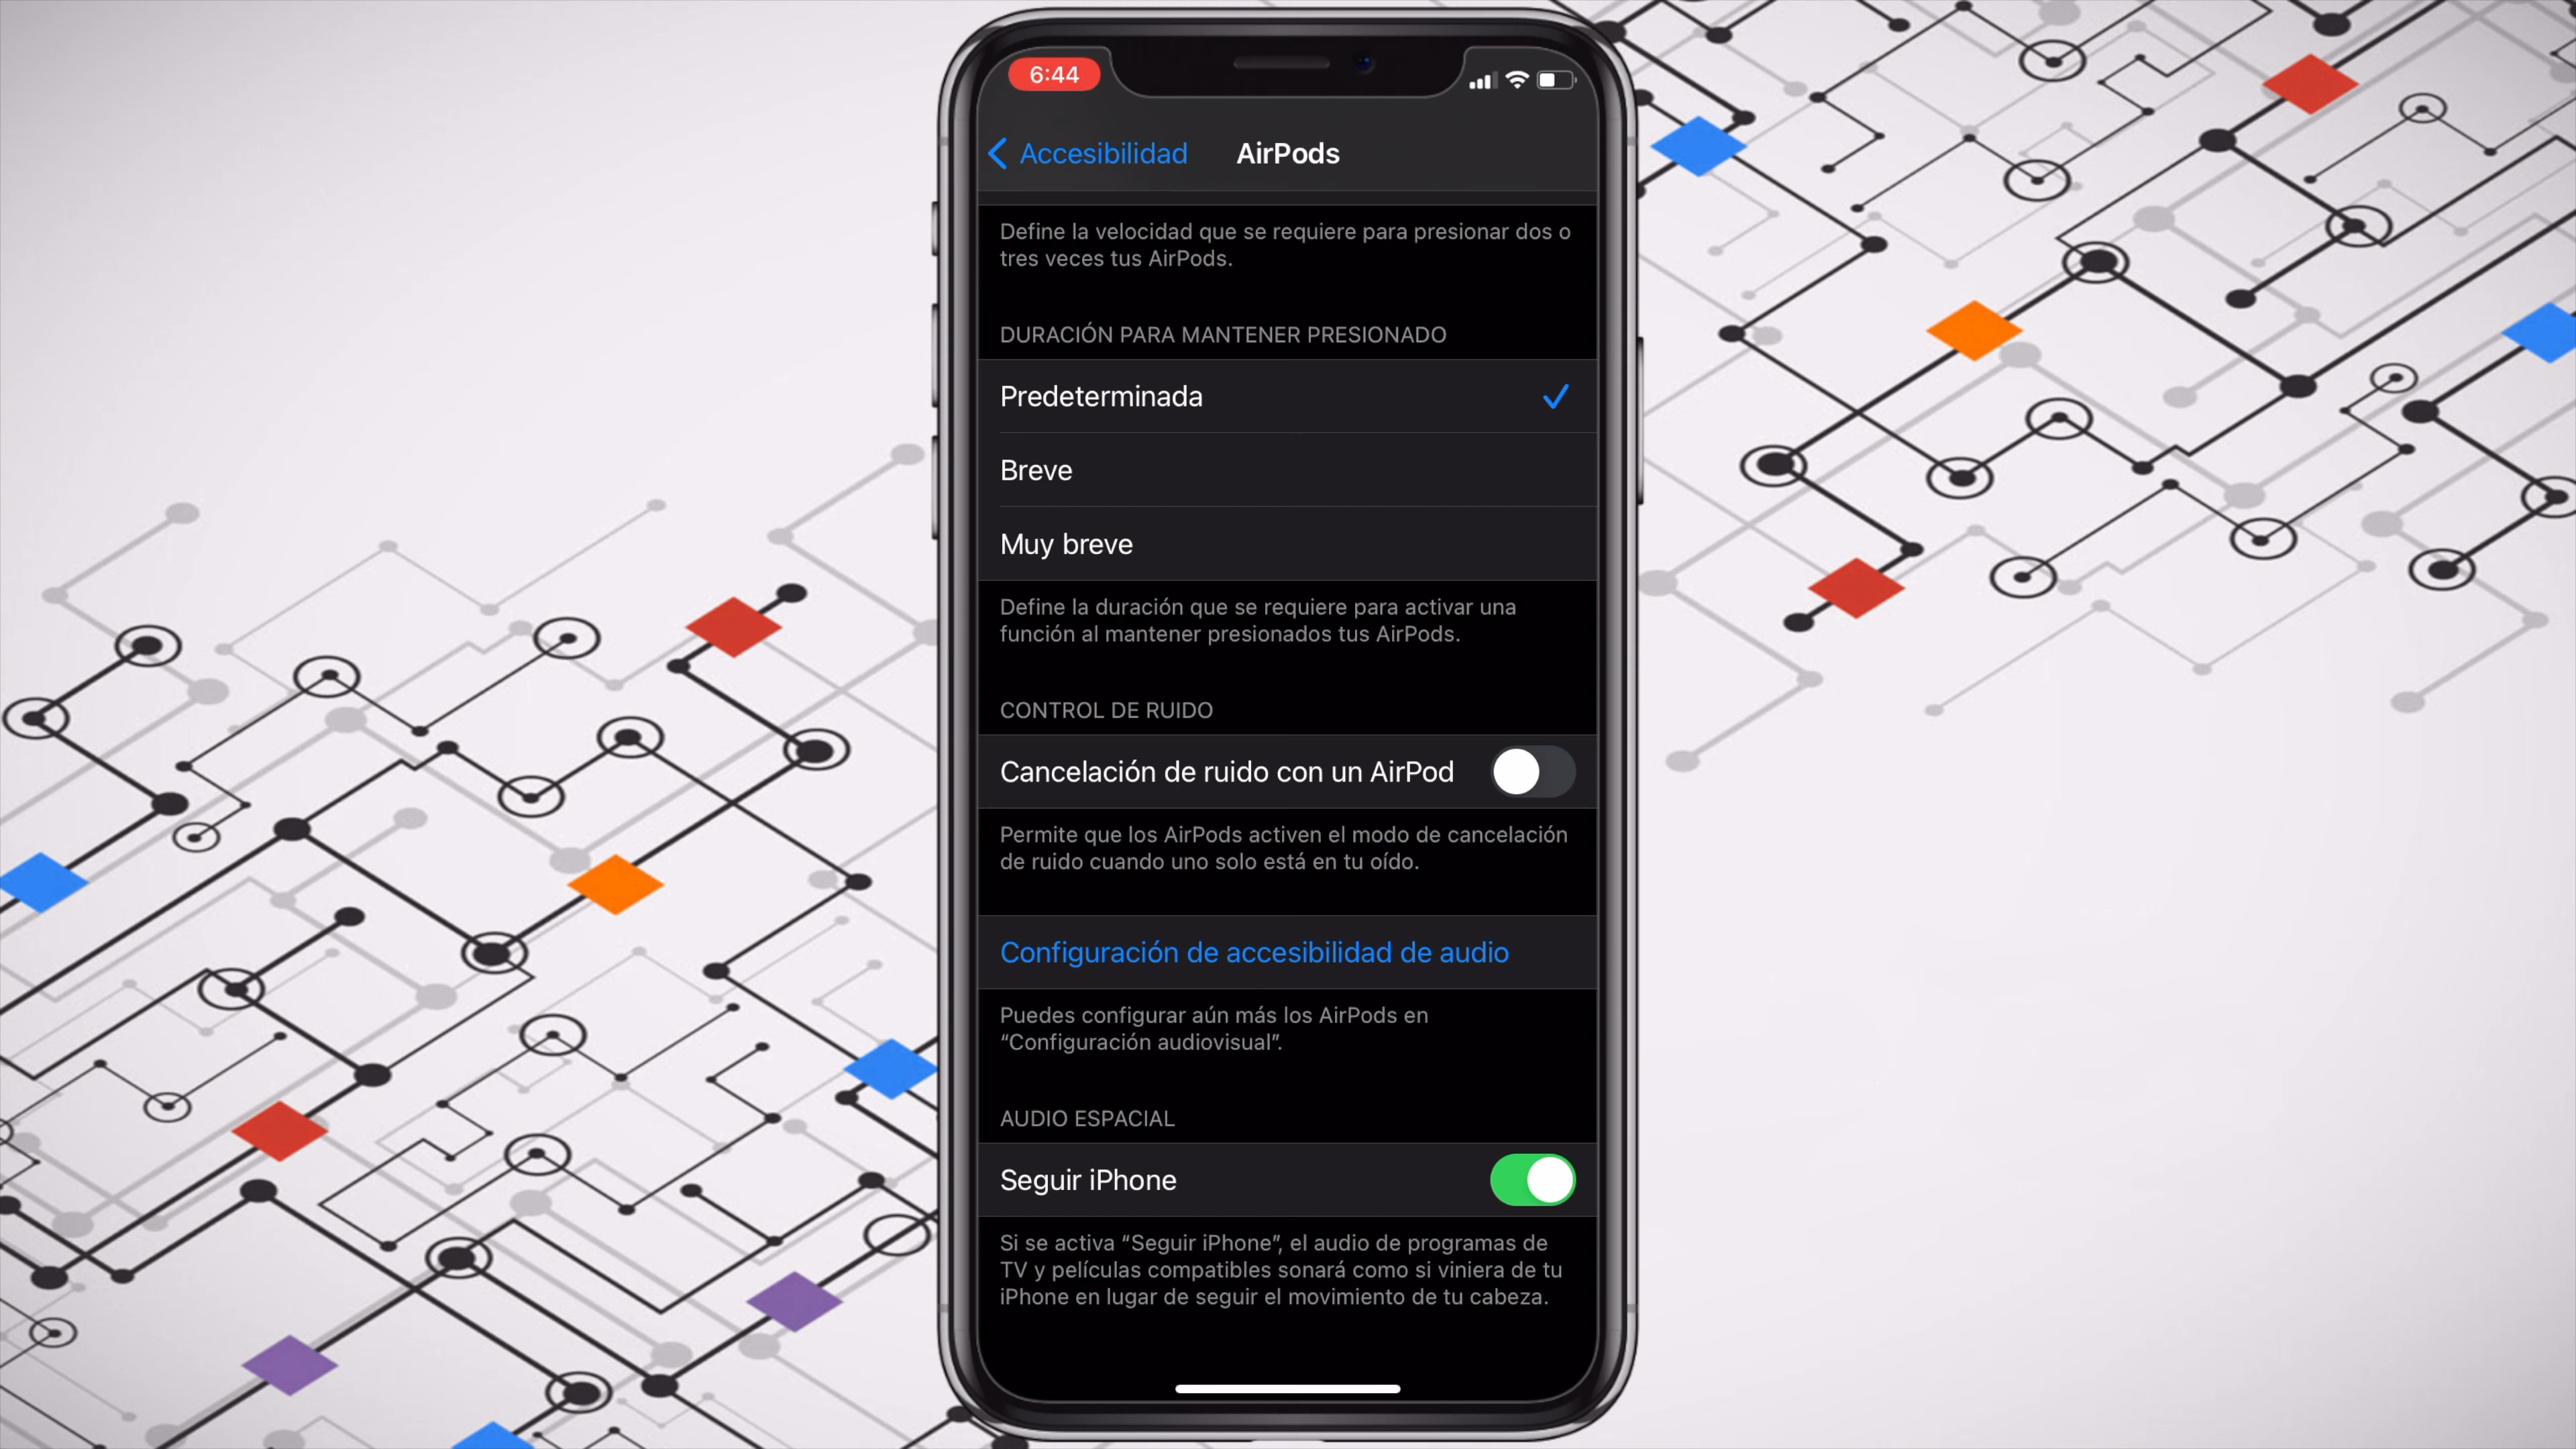 6:44
Accesibilidad
AirPods
Define la velocidad que se requiere para presionar dos o
tres veces tus AirPods.
DURACIÓN PARA MANTENER PRESIONADO
Predeterminada
Breve
Muy breve
Define la duración que se requiere para activar una
función al mantener presionados tus AirPods.
CONTROL DE RUIDO
Cancelación de ruido con un AirPod
Permite que los AirPods activen el modo de cancelación
de ruido cuando uno solo está en tu oído.
Configuración de accesibilidad de audio
Puedes configurar aún más los AirPods en
“Configuración audiovisual”.
AUDIO ESPACIAL
Seguir iPhone
Si se activa “Seguir iPhone”, el audio de programas de
TV y películas compatibles sonará como si viniera de tu
iPhone en lugar de seguir el movimiento de tu cabeza.